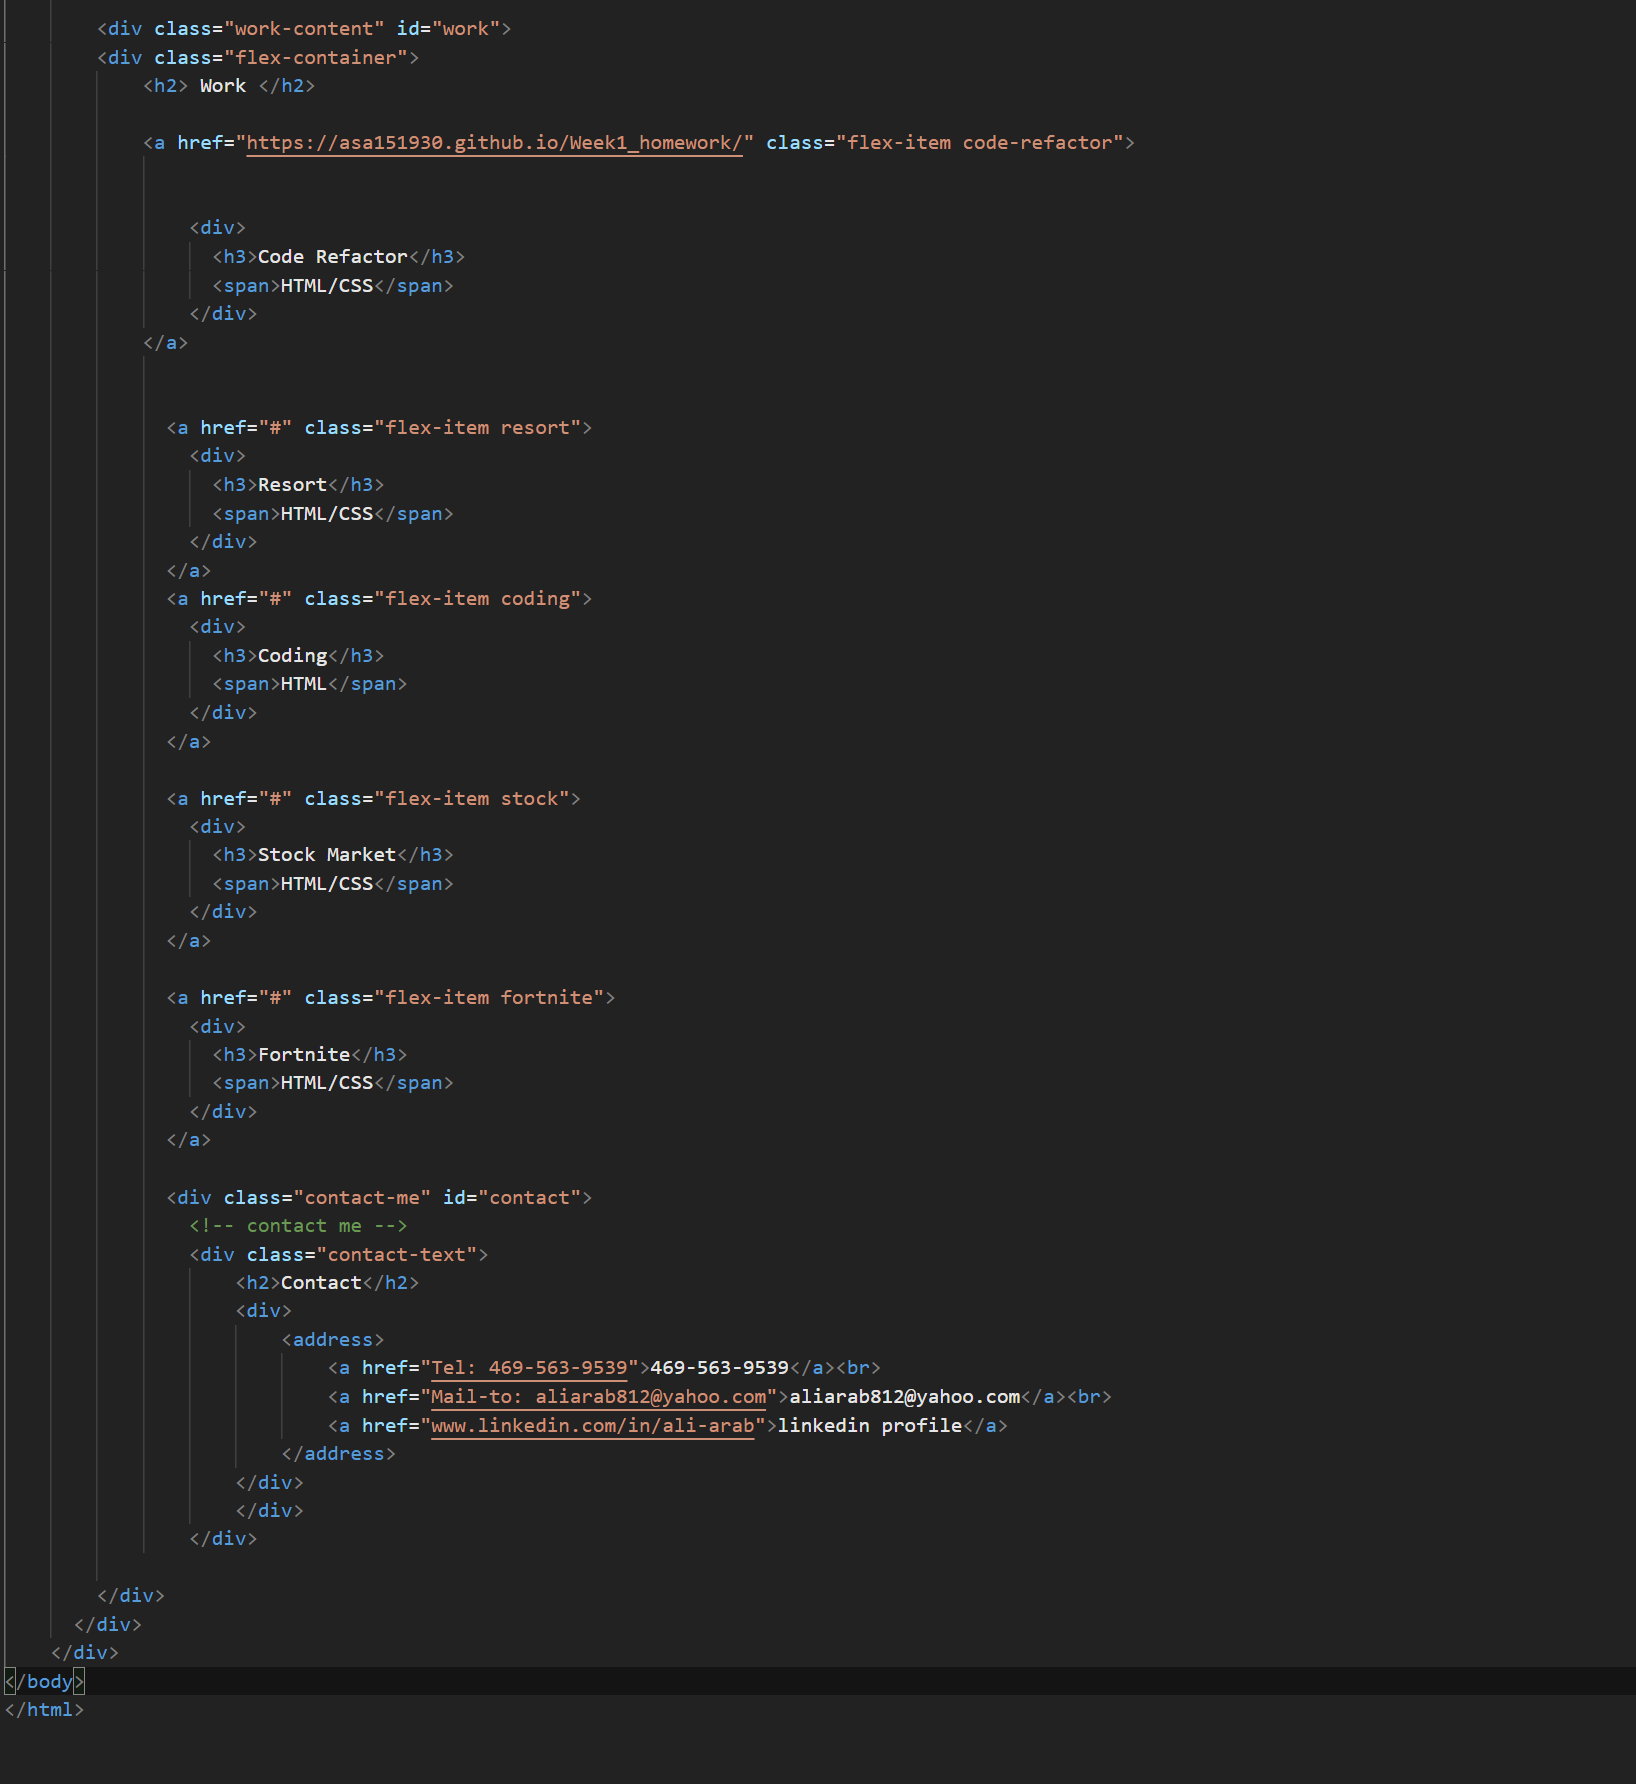 <div class="work-content" id="work">
<div class="flex-container">
<h2> Work </h2>
<a href="https://asa151930.github.io/Week1_homework/" class="flex-item code-refactor">
<div>
<h3>Code Refactor</h3>
<span>HTML/CSS</span>
</div>
</a>
<a href="#" class="flex-item resort">
<div>
<h3>Resort</h3>
<span>HTML/CSS</span>
</div>
</a>
<a href="#" class="flex-item coding">
<div>
<h3>Coding</h3>
<span>HTML</span>
</div>
</a>
<a href="#" class="flex-item stock">
<div>
<h3>Stock Market</h3>
<span>HTML/CSS</span>
</div>
</a>
<a href="#" class="flex-item fortnite">
<div>
<h3>Fortnite</h3>
<span>HTML/CSS</span>
</div>
</a>
<div class="contact-me" id="contact">
<!-- contact me -->
<div class="contact-text">
<h2>Contact</h2>
<div>
<address>
<a href="Tel: 469-563-9539">469-563-9539</a><br>
<a href="Mail-to: aliarab812@yahoo.com">aliarab812@yahoo.com</a><br>
<a href="www.linkedin.com/in/ali-arab">linkedin profile</a>
</address>
</div>
</div>
</div>
</div>
</div>
</div>
</body>
</html>